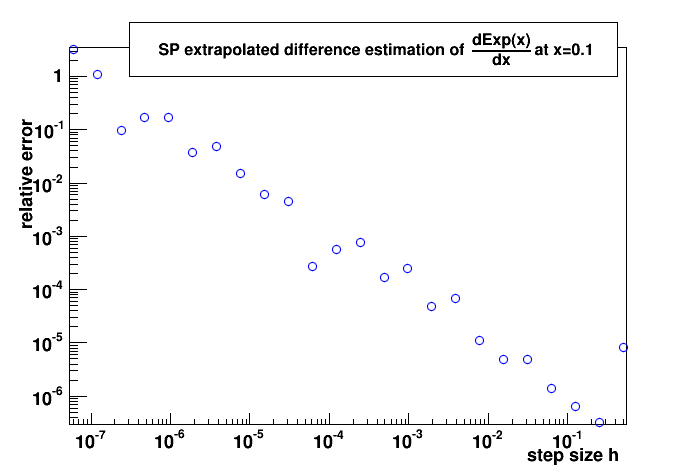 SP extrapolated difference estimation of dExp(x)/dx at x=0.1
relative error
1
10^-1
10^-2
10^-3
10^-4
10^-5
10^-6
10^-7 10^-6 10^-5 10^-4 10^-3 10^-2 10^-1
step size h